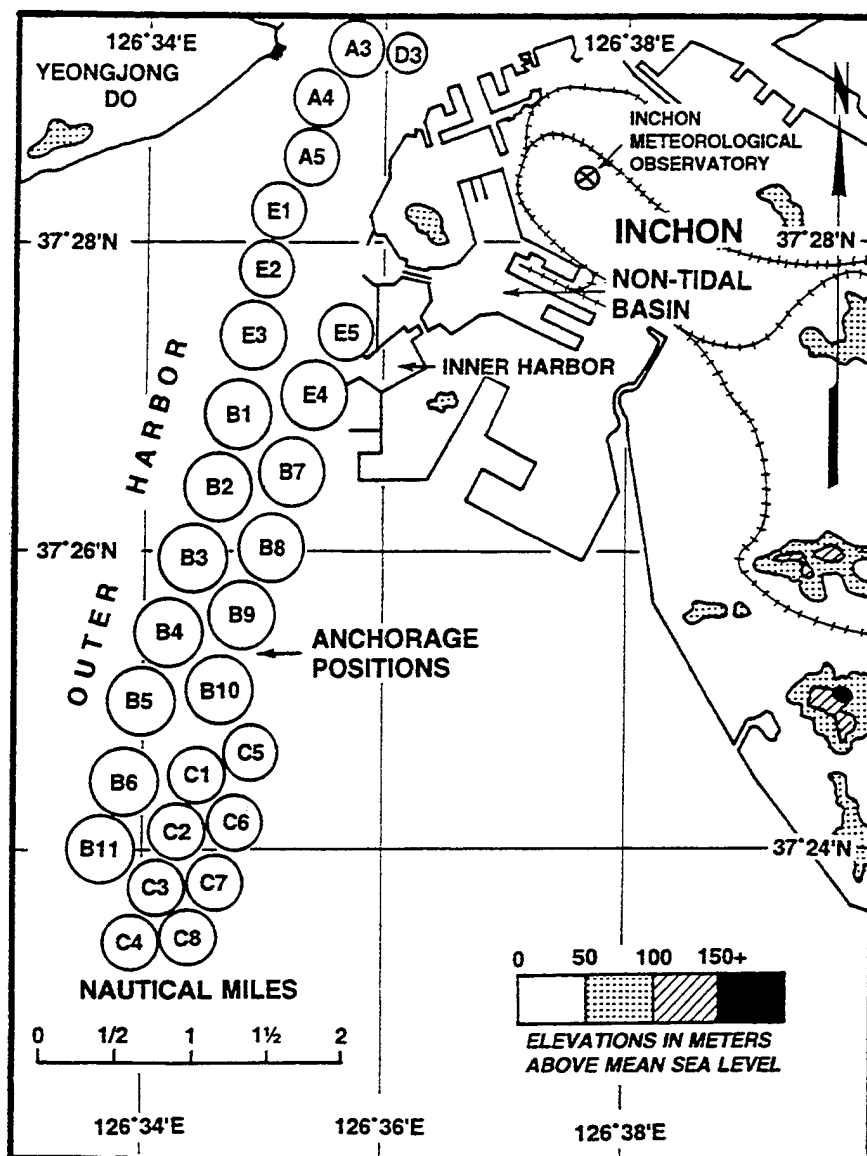 126°34'E
A3
D3
126°38'E
YEONGJONG
DO
A4
N
INCHON
METEOROLOGICAL
OBSERVATORY
A5
E1
37°28'N
INCHON
37°28'N
E2
NON-TIDAL
BASIN
E3
E5
INNER HARBOR
E4
B1
OUTER HARBOR
B7
B2
37°26'N
B3
B8
B9
B4
ANCHORAGE
POSITIONS
B10
B5
C5
C1
B6
C6
C2
B11
37°24'N
C7
C3
C4
C8
NAUTICAL MILES
0 1/2 1 1½ 2
0 50 100 150+
ELEVATIONS IN METERS
ABOVE MEAN SEA LEVEL
126°34'E
126°36'E
126°38'E